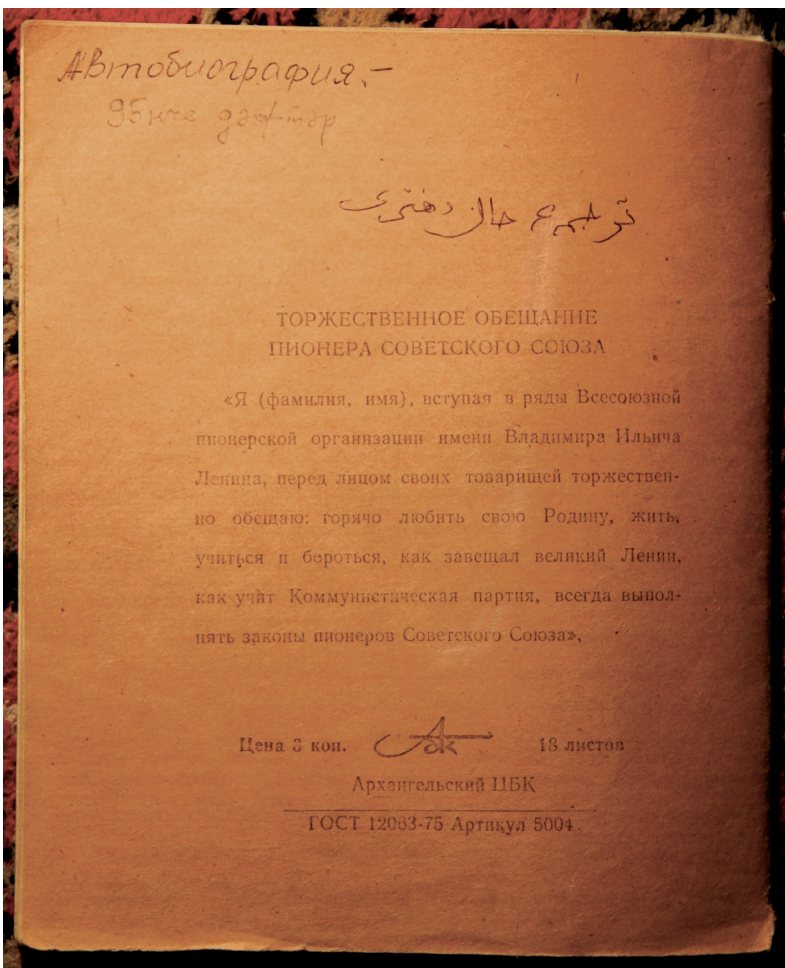 Автобиография.-
95нче дәфтәр
ترجمهء حال دفترى
ТОРЖЕСТВЕННОЕ ОБЕЩАНИЕ
ПИОНЕРА СОВЕТСКОГО СОЮЗА
«Я (фамилия, имя), вступая в ряды Всесоюзной
пионерской организации имени Владимира Ильича
Ленина, перед лицом своих товарищей торжествен-
но обещаю: горячо любить свою Родину, жить,
учиться и бороться, как завещал великий Ленин,
как учит Коммунистическая партия, всегда выпол-
нять законы пионеров Советского Союза»,
Цена 3 коп. 18 листов
Архангельский ЦБК
ГОСТ 12063-75 Артикул 5004.